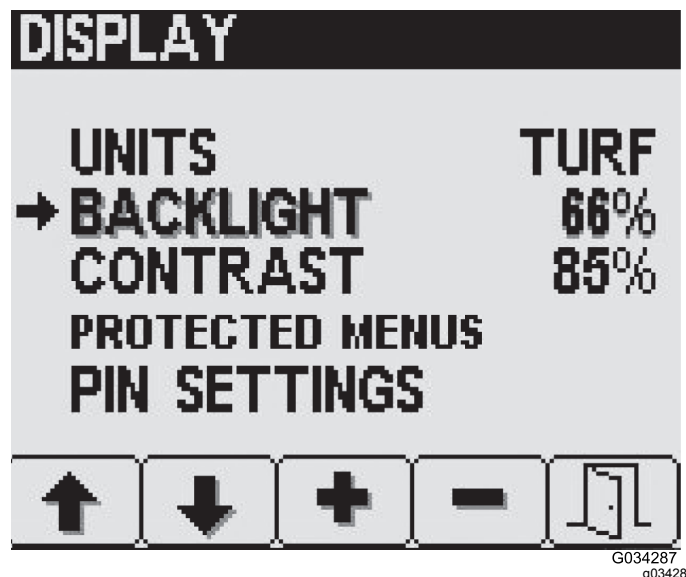 DISPLAY
UNITS TURF
BACKLIGHT 66%
CONTRAST 85%
PROTECTED MENUS
PIN SETTINGS
G034287
g03428